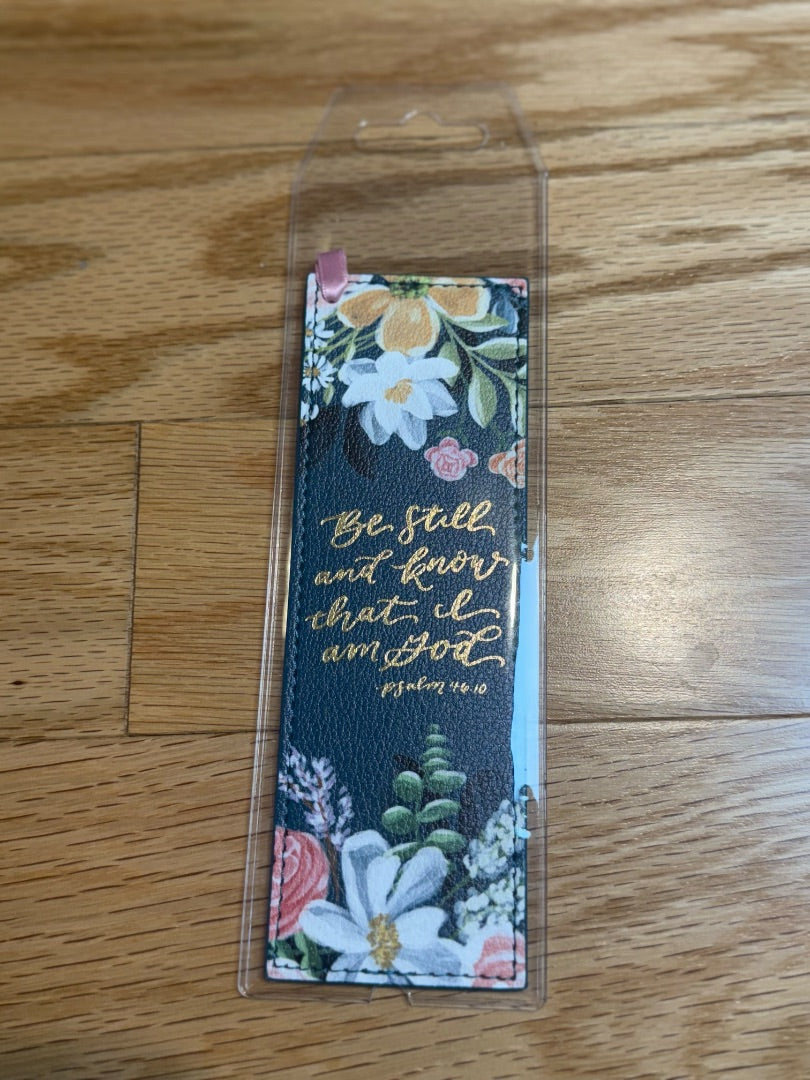 Be Still
and know
that I
am God
-psalm 46:10